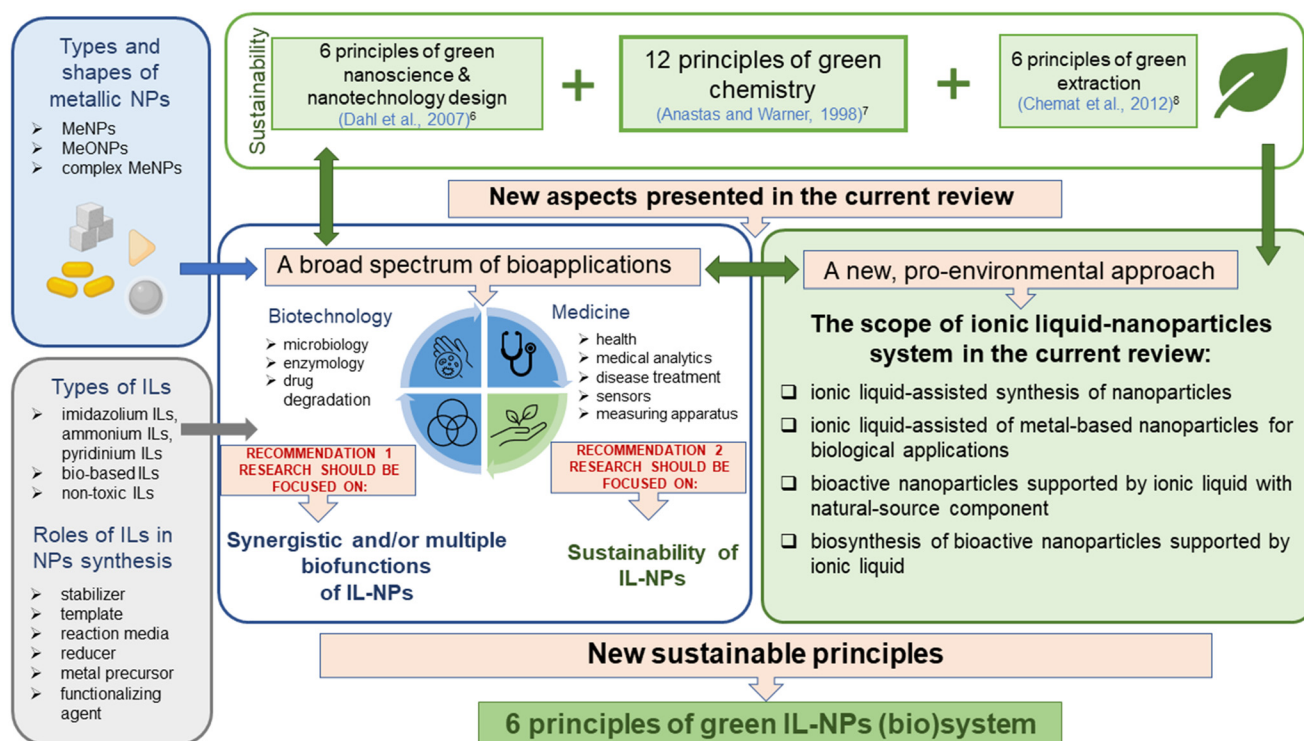 Types and
shapes of
metallic NPs
➢ MeNPs
➢ MeONPs
➢ complex MeNPs
Sustainability
6 principles of green
nanoscience &
nanotechnology design
(Dahl et al., 2007)⁶
+
12 principles of green
chemistry
(Anastas and Warner, 1998)⁷
+
6 principles of green
extraction
(Chemat et al., 2012)⁸
New aspects presented in the current review
A broad spectrum of bioapplications
Biotechnology
➢ microbiology
➢ enzymology
➢ drug
degradation
Medicine
➢ health
➢ medical analytics
➢ disease treatment
➢ sensors
➢ measuring apparatus
RECOMMENDATION 1
RESEARCH SHOULD BE
FOCUSED ON:
Synergistic and/or multiple
biofunctions
of IL-NPs
RECOMMENDATION 2
RESEARCH SHOULD BE
FOCUSED ON:
Sustainability of
IL-NPs
A new, pro-environmental approach
The scope of ionic liquid-nanoparticles
system in the current review:
❑ ionic liquid-assisted synthesis of nanoparticles
❑ ionic liquid-assisted of metal-based nanoparticles for
biological applications
❑ bioactive nanoparticles supported by ionic liquid with
natural-source component
❑ biosynthesis of bioactive nanoparticles supported by
ionic liquid
Types of ILs
➢ imidazolium ILs,
ammonium ILs,
pyridinium ILs
➢ bio-based ILs
➢ non-toxic ILs
Roles of ILs in
NPs synthesis
➢ stabilizer
➢ template
➢ reaction media
➢ reducer
➢ metal precursor
➢ functionalizing
agent
New sustainable principles
6 principles of green IL-NPs (bio)system